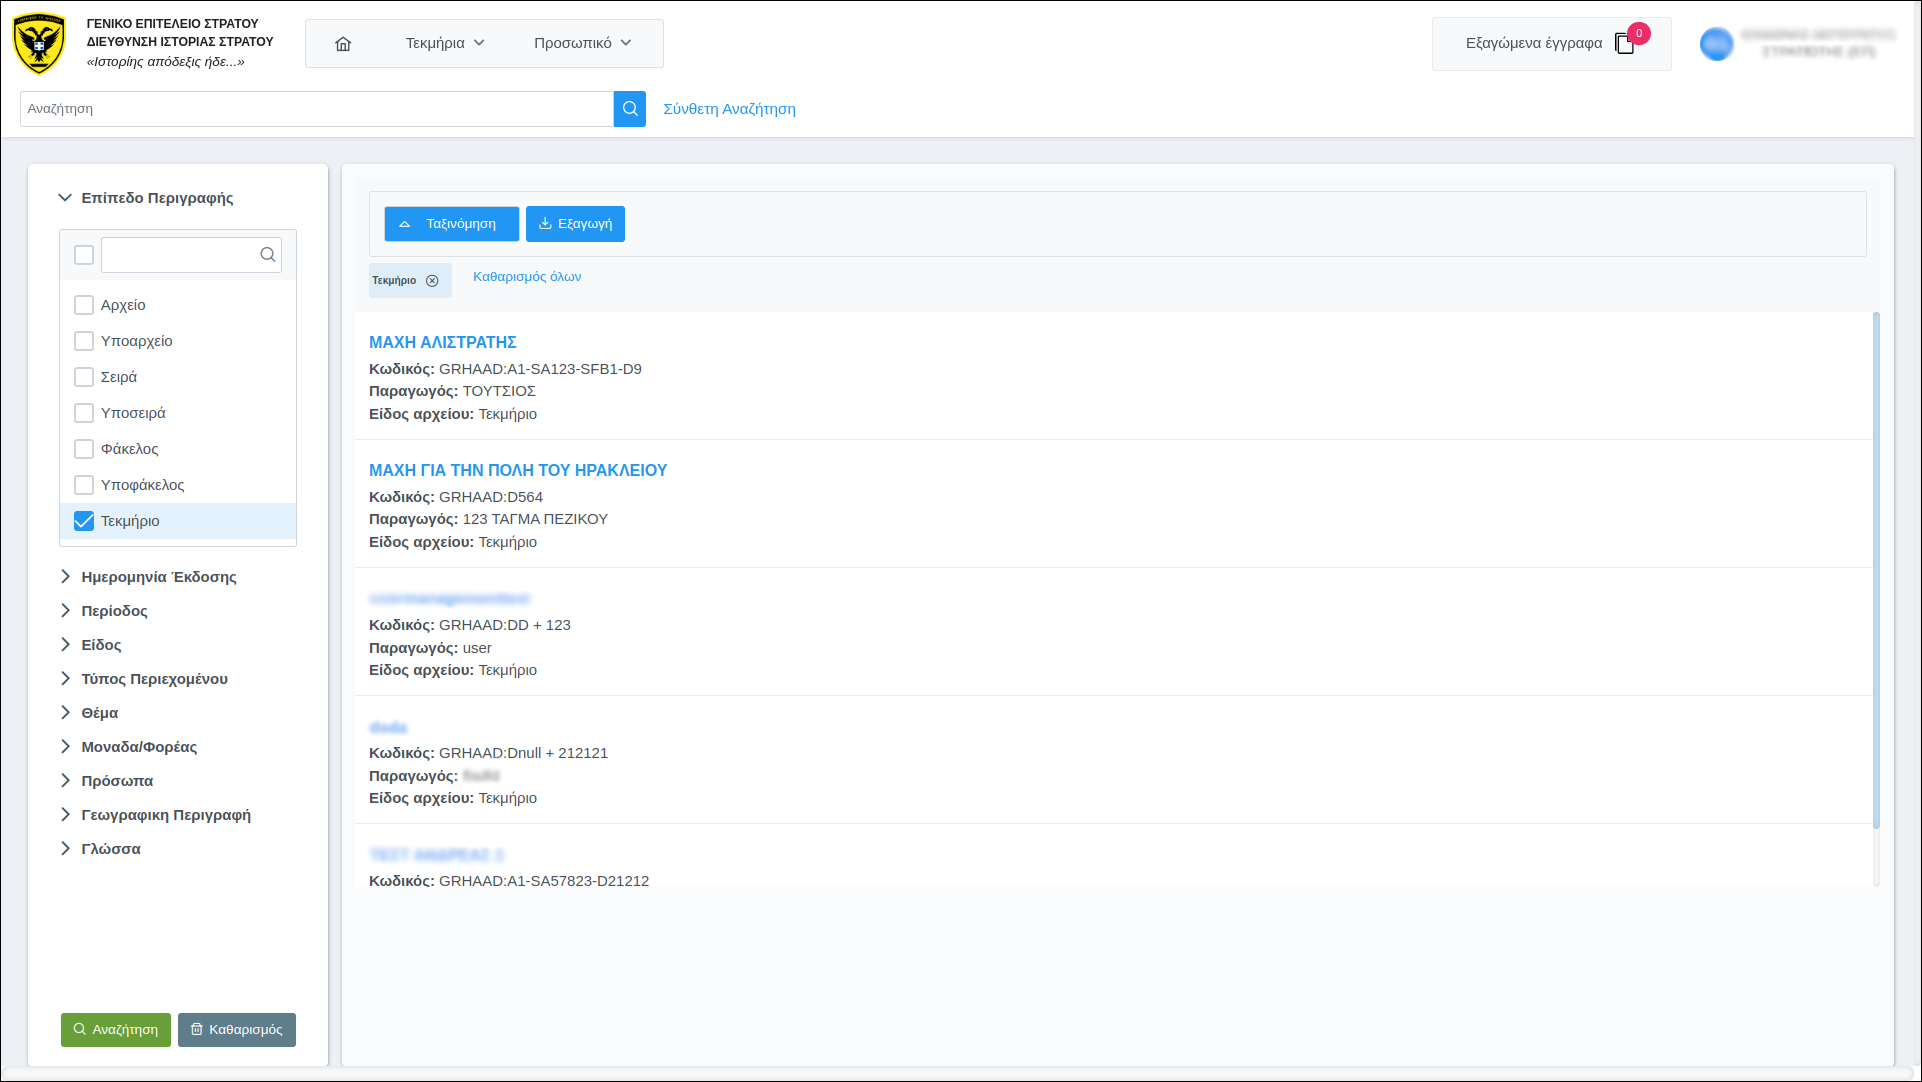 ΓΕΝΙΚΟ ΕΠΙΤΕΛΕΙΟ ΣΤΡΑΤΟΥ
ΔΙΕΥΘΥΝΣΗ ΙΣΤΟΡΙΑΣ ΣΤΡΑΤΟΥ
«Ιστορίης απόδεξις ήδε...»
Τεκμήρια
Προσωπικό
Εξαγώμενα έγγραφα
0
ΣΤΡΑΤΙΩΤΗΣ
Αναζήτηση
Σύνθετη Αναζήτηση
Επίπεδο Περιγραφής
Αρχείο
Υποαρχείο
Σειρά
Υποσειρά
Φάκελος
Υποφάκελος
Τεκμήριο
Ημερομηνία Έκδοσης
Περίοδος
Είδος
Τύπος Περιεχομένου
Θέμα
Μοναδα/Φορέας
Πρόσωπα
Γεωγραφικη Περιγραφή
Γλώσσα
Αναζήτηση
Καθαρισμός
Ταξινόμηση
Εξαγωγή
Τεκμήριο
Καθαρισμός όλων
ΜΑΧΗ ΑΛΙΣΤΡΑΤΗΣ
Κωδικός: GRHAAD:A1-SA123-SFB1-D9
Παραγωγός: ΤΟΥΤΣΙΟΣ
Είδος αρχείου: Τεκμήριο
ΜΑΧΗ ΓΙΑ ΤΗΝ ΠΟΛΗ ΤΟΥ ΗΡΑΚΛΕΙΟΥ
Κωδικός: GRHAAD:D564
Παραγωγός: 123 ΤΑΓΜΑ ΠΕΖΙΚΟΥ
Είδος αρχείου: Τεκμήριο
Κωδικός: GRHAAD:DD + 123
Παραγωγός: user
Είδος αρχείου: Τεκμήριο
Κωδικός: GRHAAD:Dnull + 212121
Παραγωγός:
Είδος αρχείου: Τεκμήριο
Κωδικός: GRHAAD:A1-SA57823-D21212